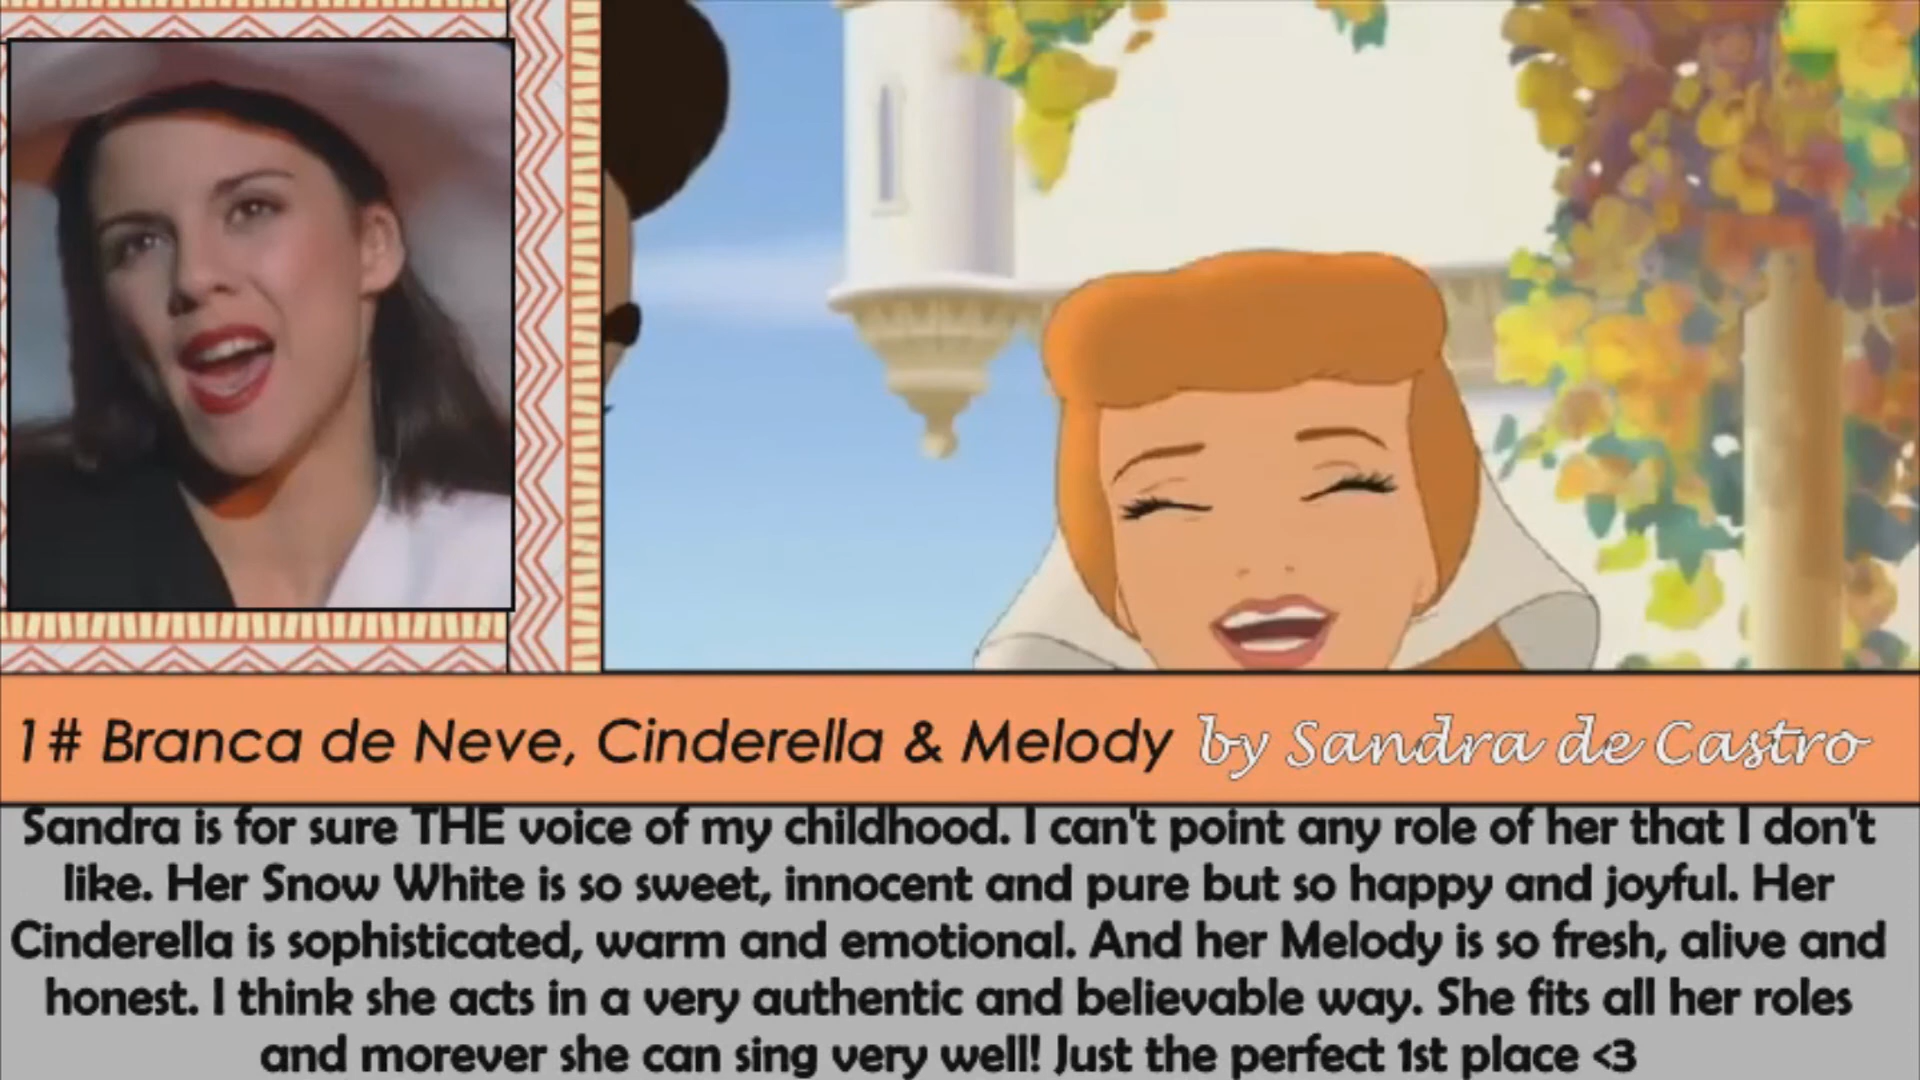 1# Branca de Neve, Cinderella & Melody by Sandra de Castro
Sandra is for sure THE voice of my childhood. I can't point any role of her that I don't
like. Her Snow White is so sweet, innocent and pure but so happy and joyful. Her
Cinderella is sophisticated, warm and emotional. And her Melody is so fresh, alive and
honest. I think she acts in a very authentic and believable way. She fits all her roles
and morever she can sing very well! Just the perfect 1st place <3